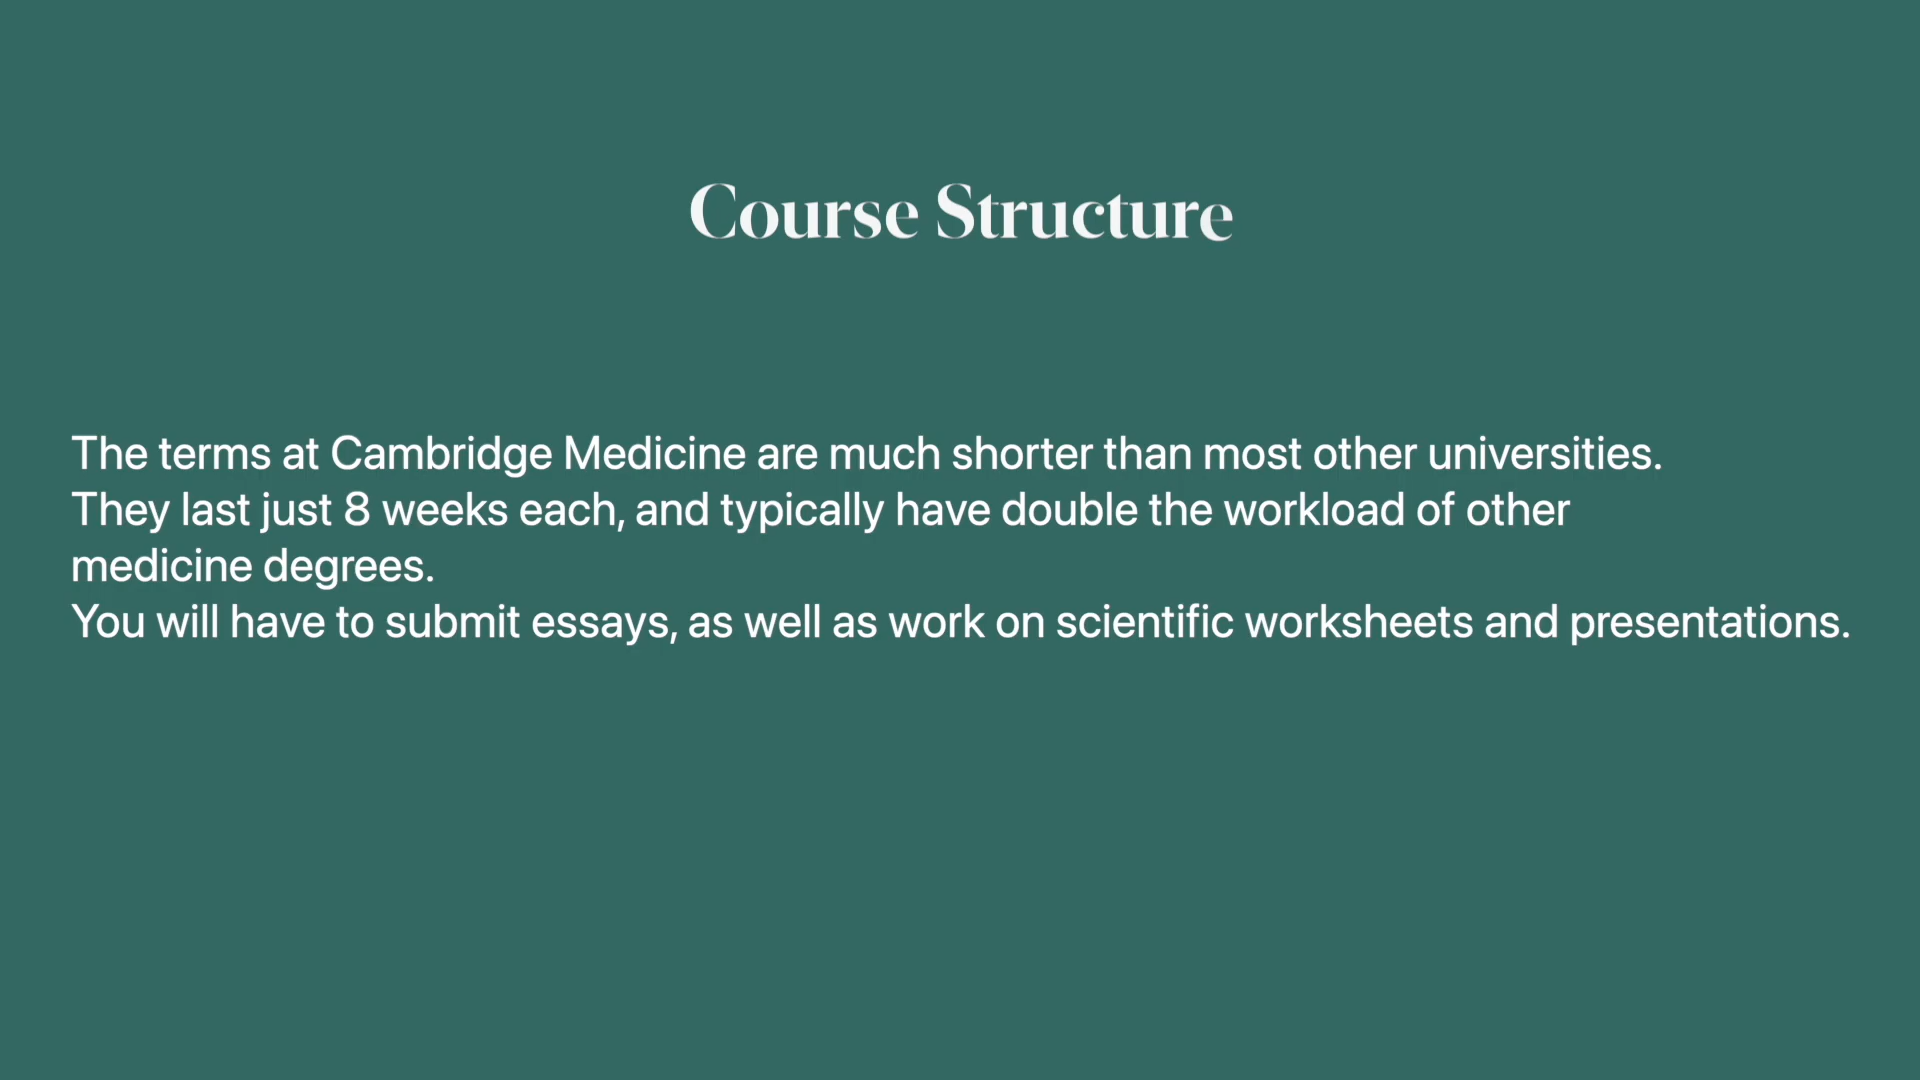 Course Structure
The terms at Cambridge Medicine are much shorter than most other universities.
They last just 8 weeks each, and typically have double the workload of other
medicine degrees.
You will have to submit essays, as well as work on scientific worksheets and presentations.